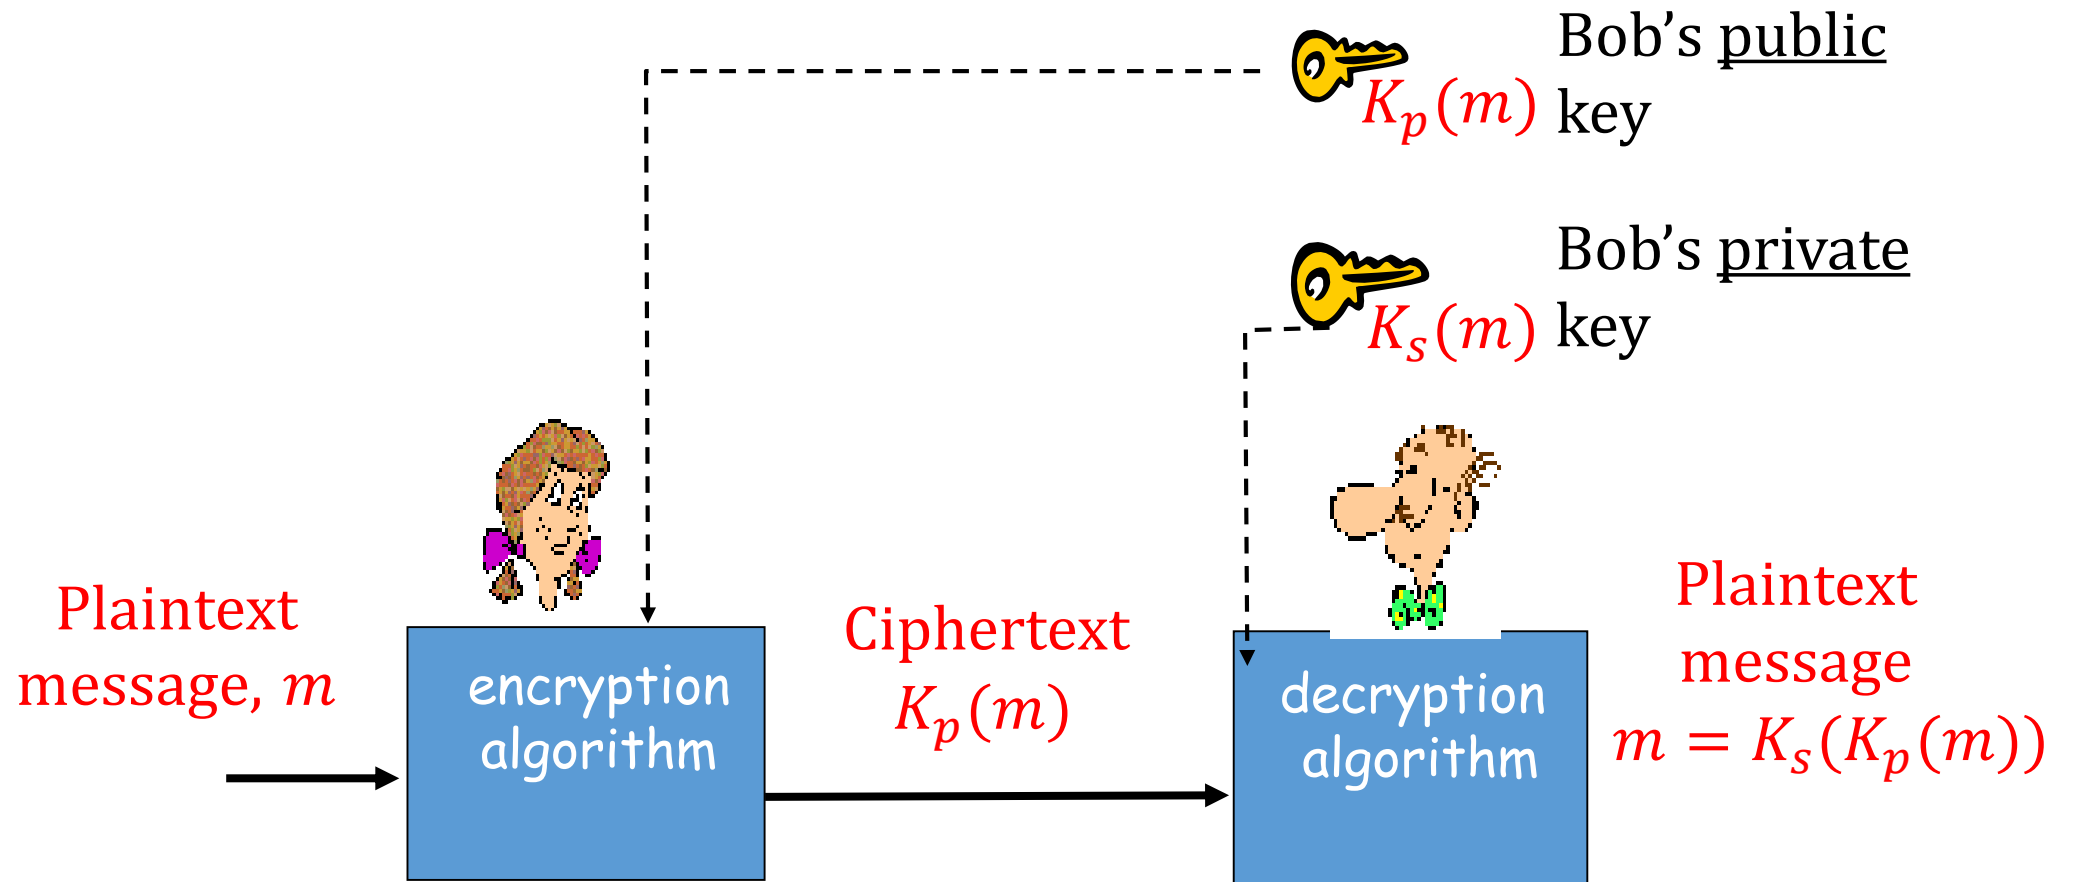 Bob’s public
key
K_p(m)
Bob’s private
key
K_s(m)
Plaintext
message, m
encryption
algorithm
Ciphertext
K_p(m)
decryption
algorithm
Plaintext
message
m = K_s(K_p(m))